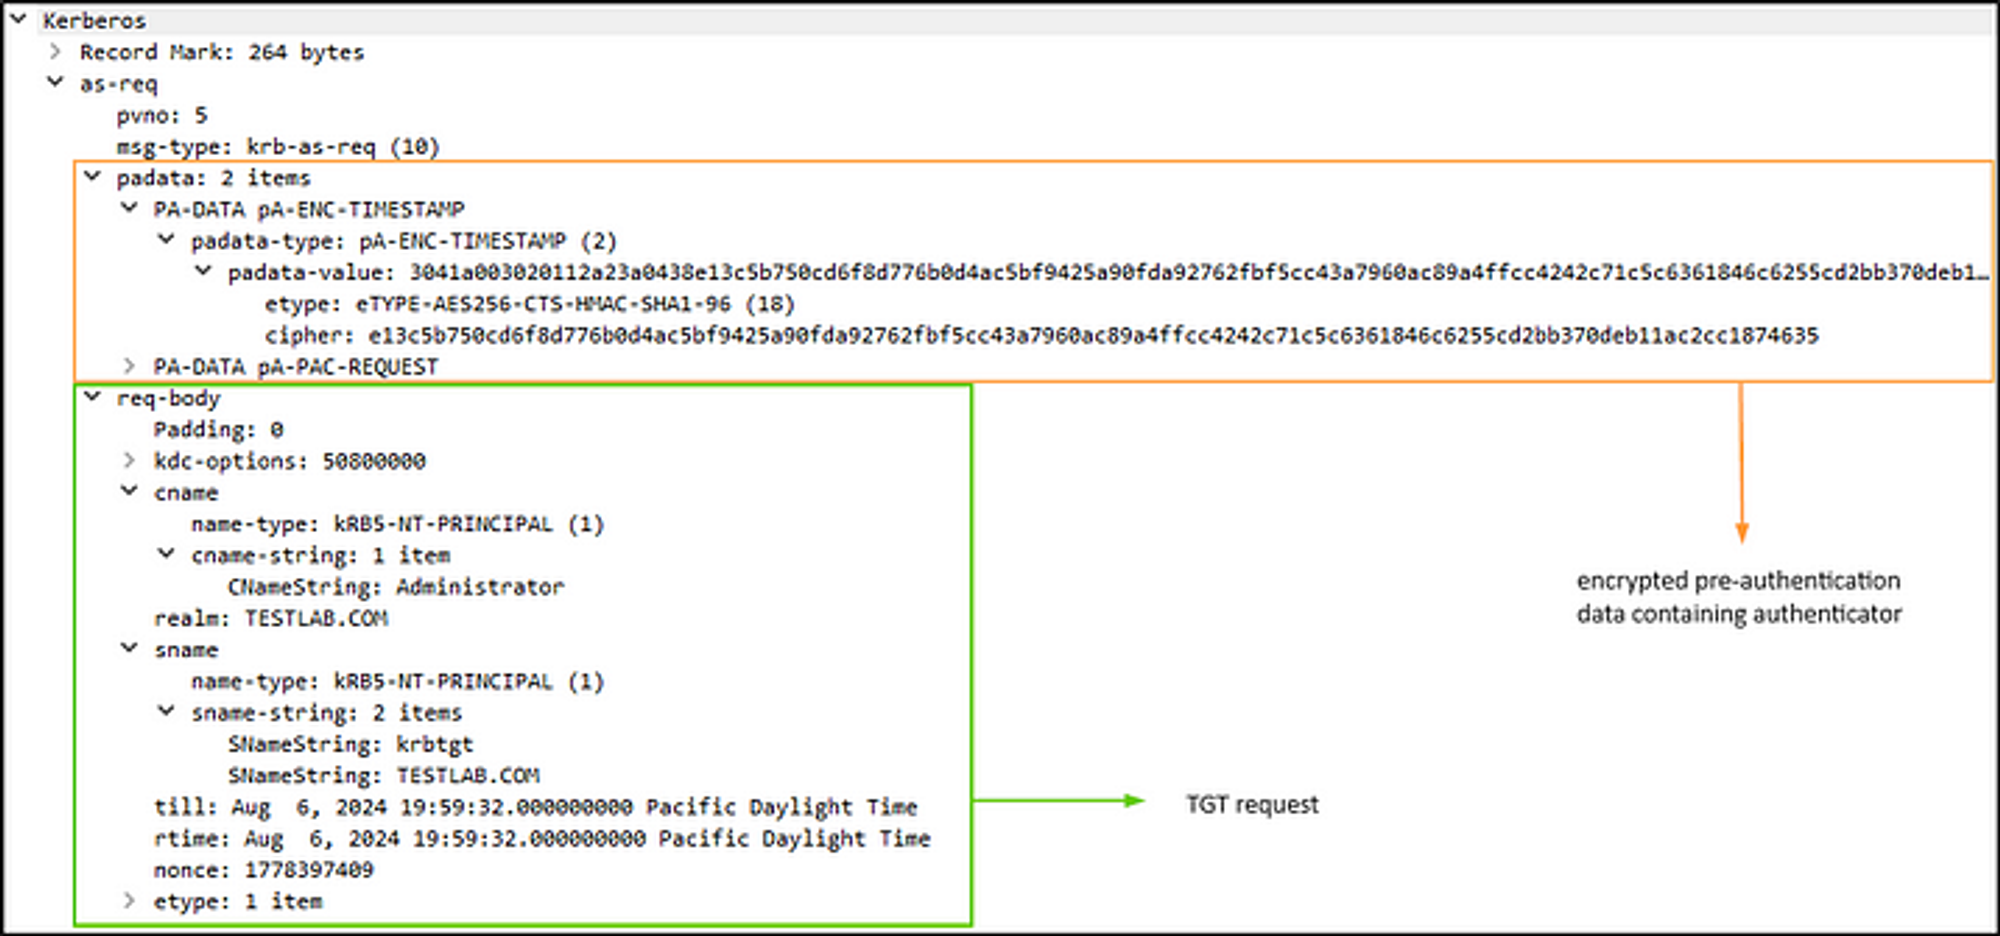 Kerberos
Record Mark: 264 bytes
as-req
pvno: 5
msg-type: krb-as-req (10)
padata: 2 items
PA-DATA pA-ENC-TIMESTAMP
padata-type: pA-ENC-TIMESTAMP (2)
padata-value: 3041a003020112a23a0438e13c5b750cd6f8d776b0d4ac5bf9425a90fda92762fbf5cc43a7960ac89a4ffcc4242c71c5c6361846c6255cd2bb370deb1…
etype: eTYPE-AES256-CTS-HMAC-SHA1-96 (18)
cipher: e13c5b750cd6f8d776b0d4ac5bf9425a90fda92762fbf5cc43a7960ac89a4ffcc4242c71c5c6361846c6255cd2bb370deb11ac2cc1874635
PA-DATA pA-PAC-REQUEST
req-body
Padding: 0
kdc-options: 50800000
cname
name-type: kRB5-NT-PRINCIPAL (1)
cname-string: 1 item
CNameString: Administrator
realm: TESTLAB.COM
sname
name-type: kRB5-NT-PRINCIPAL (1)
sname-string: 2 items
SNameString: krbtgt
SNameString: TESTLAB.COM
till: Aug  6, 2024 19:59:32.000000000 Pacific Daylight Time
rtime: Aug  6, 2024 19:59:32.000000000 Pacific Daylight Time
nonce: 1778397409
etype: 1 item
encrypted pre-authentication
data containing authenticator
TGT request